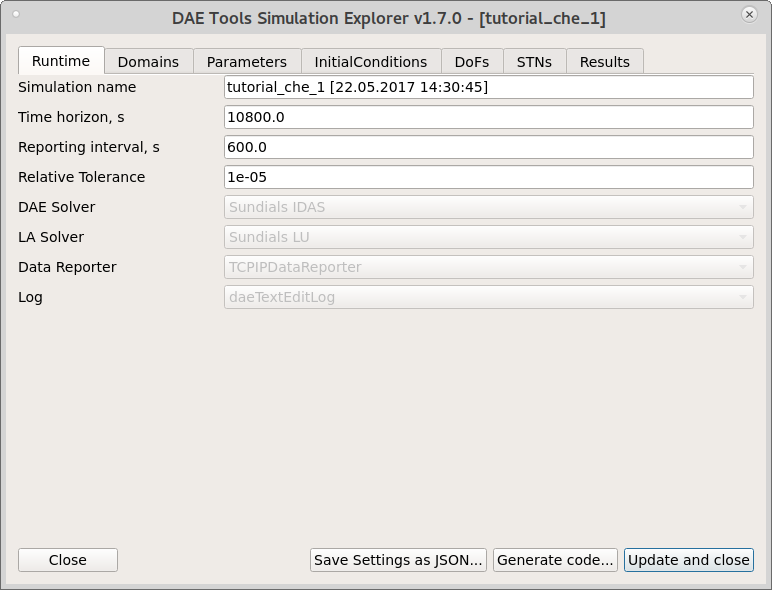 DAE Tools Simulation Explorer v1.7.0 - [tutorial_che_1]
Runtime Domains Parameters InitialConditions DoFs STNs Results
Simulation name tutorial_che_1 [22.05.2017 14:30:45]
Time horizon, s 10800.0
Reporting interval, s 600.0
Relative Tolerance 1e-05
DAE Solver Sundials IDAS
LA Solver Sundials LU
Data Reporter TCPIPDataReporter
Log daeTextEditLog
Close Save Settings as JSON... Generate code... Update and close